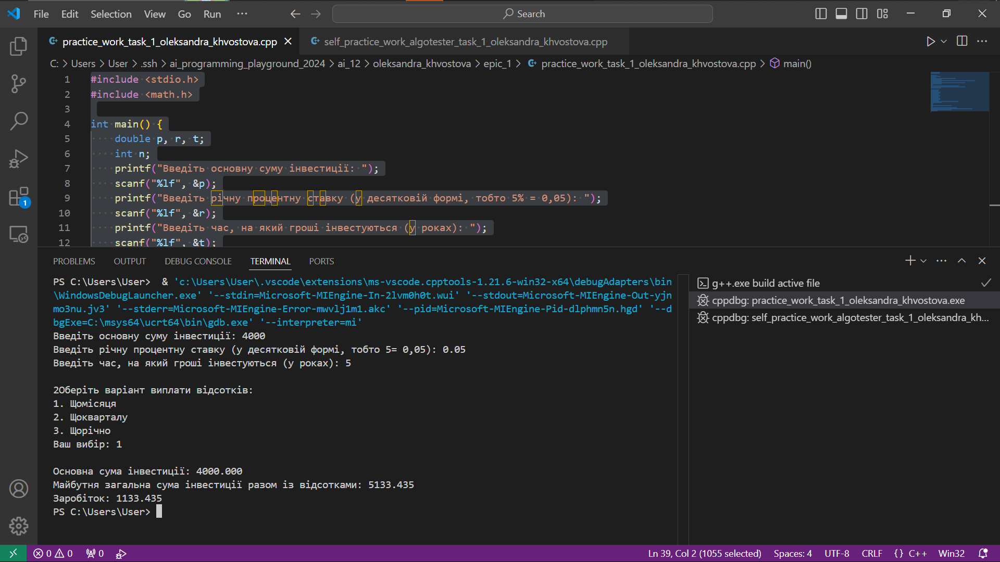 File Edit Selection View Go Run ··· Search
practice_work_task_1_oleksandra_khvostova.cpp self_practice_work_algotester_task_1_oleksandra_khvostova.cpp
C: > Users > User > .ssh > ai_programming_playground_2024 > ai_12 > oleksandra_khvostova > epic_1 > practice_work_task_1_oleksandra_khvostova.cpp > main()
1 #include <stdio.h>
2 #include <math.h>
3
4 int main() {
5 double p, r, t;
6 int n;
7 printf("Введіть основну суму інвестиції: ");
8 scanf("%lf", &p);
9 printf("Введіть річну процентну ставку (у десятковій формі, тобто 5% = 0,05): ");
10 scanf("%lf", &r);
11 printf("Введіть час, на який гроші інвестуються (у роках): ");
12 scanf("%lf", &t);
1
PROBLEMS OUTPUT DEBUG CONSOLE TERMINAL PORTS
PS C:\Users\User>  & 'c:\Users\User\.vscode\extensions\ms-vscode.cpptools-1.21.6-win32-x64\debugAdapters\bin
\WindowsDebugLauncher.exe' '--stdin=Microsoft-MIEngine-In-2lvm0h0t.wui' '--stdout=Microsoft-MIEngine-Out-yjn
mo3nu.jv3' '--stderr=Microsoft-MIEngine-Error-mwvlj1m1.akc' '--pid=Microsoft-MIEngine-Pid-dlphmn5n.hgd' '--d
bgExe=C:\msys64\ucrt64\bin\gdb.exe' '--interpreter=mi'
Введіть основну суму інвестиції: 4000
Введіть річну процентну ставку (у десятковій формі, тобто 5= 0,05): 0.05
Введіть час, на який гроші інвестуються (у роках): 5
2Оберіть варіант виплати відсотків:
1. Щомісяця
2. Щокварталу
3. Щорічно
Ваш вибір: 1
Основна сума інвестиції: 4000.000
Майбутня загальна сума інвестиції разом із відсотками: 5133.435
Заробіток: 1133.435
PS C:\Users\User>
g++.exe build active file
cppdbg: practice_work_task_1_oleksandra_khvostova.exe
cppdbg: self_practice_work_algotester_task_1_oleksandra_kh...
0 0 0 Ln 39, Col 2 (1055 selected) Spaces: 4 UTF-8 CRLF {} C++ Win32